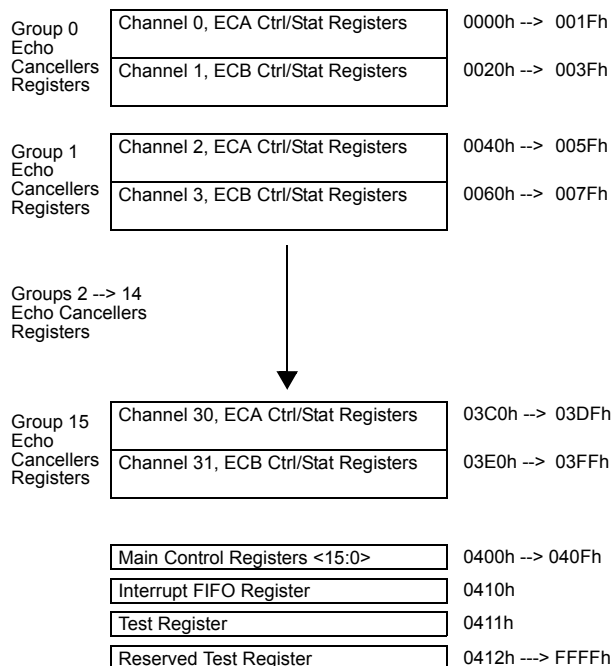 Group 0
Echo
Cancellers
Registers
Channel 0, ECA Ctrl/Stat Registers
0000h --> 001Fh
Channel 1, ECB Ctrl/Stat Registers
0020h --> 003Fh
Group 1
Echo
Cancellers
Registers
Channel 2, ECA Ctrl/Stat Registers
0040h --> 005Fh
Channel 3, ECB Ctrl/Stat Registers
0060h --> 007Fh
Groups 2 --> 14
Echo Cancellers
Registers
Group 15
Echo
Cancellers
Registers
Channel 30, ECA Ctrl/Stat Registers
03C0h --> 03DFh
Channel 31, ECB Ctrl/Stat Registers
03E0h --> 03FFh
Main Control Registers <15:0>
0400h --> 040Fh
Interrupt FIFO Register
0410h
Test Register
0411h
Reserved Test Register
0412h ---> FFFFh